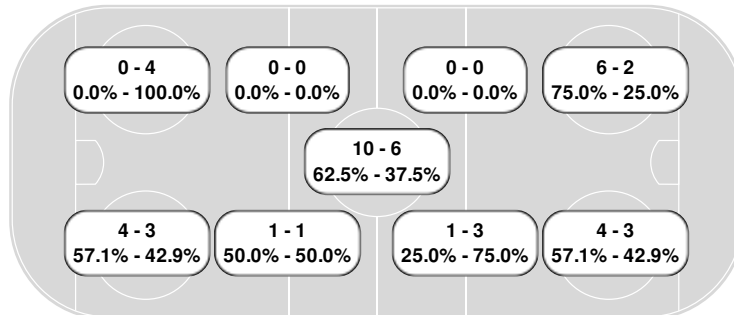 0 - 4
0.0% - 100.0%
0 - 0
0.0% - 0.0%
0 - 0
0.0% - 0.0%
6 - 2
75.0% - 25.0%
10 - 6
62.5% - 37.5%
4 - 3
57.1% - 42.9%
1 - 1
50.0% - 50.0%
1 - 3
25.0% - 75.0%
4 - 3
57.1% - 42.9%